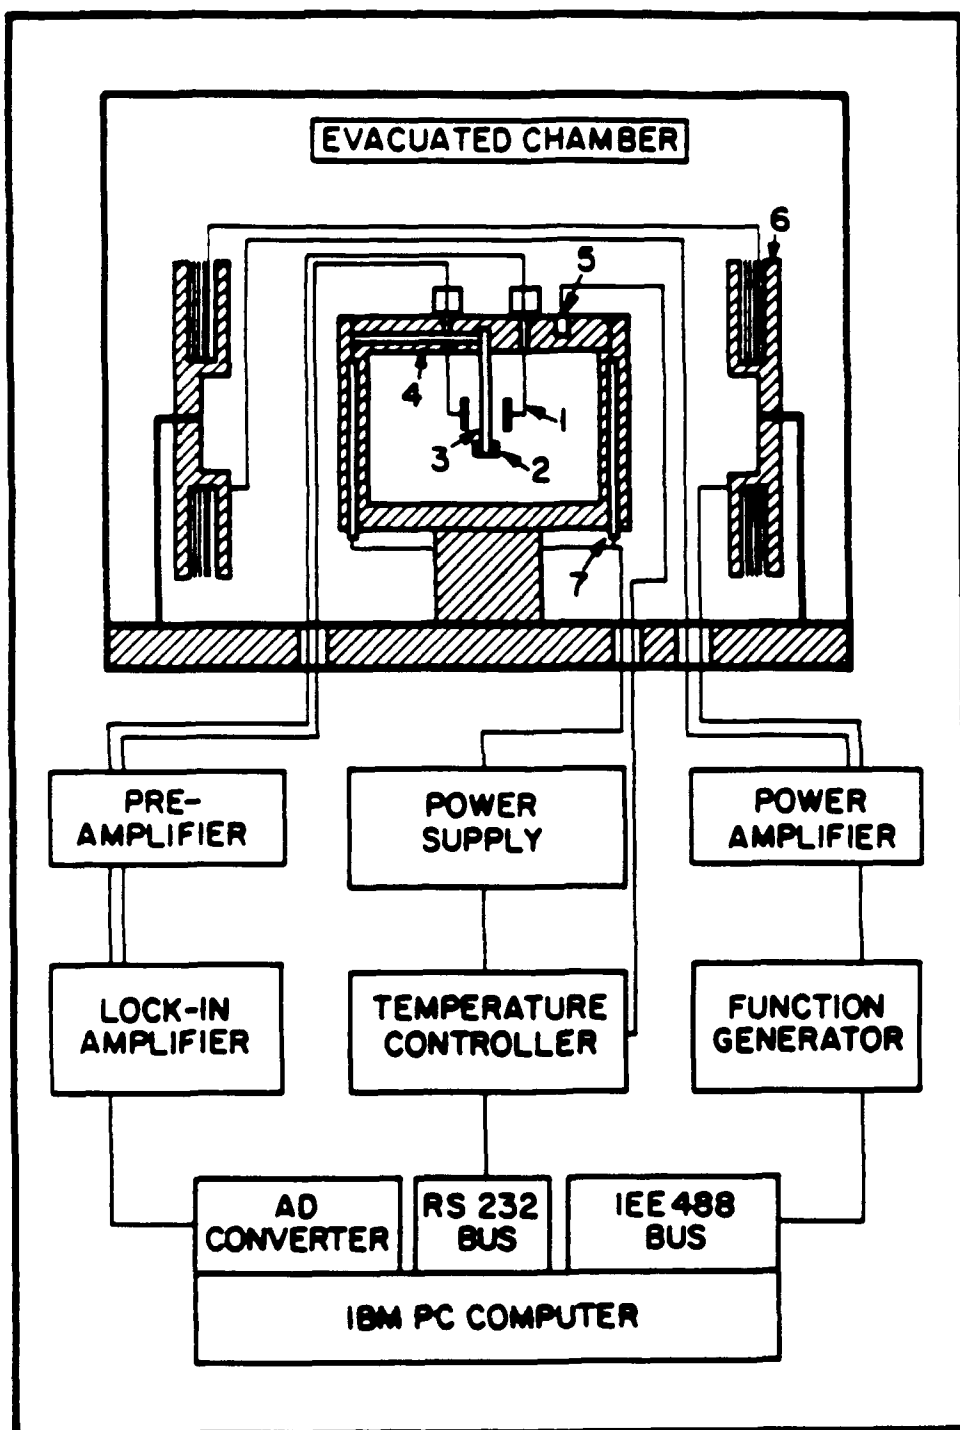 EVACUATED CHAMBER
6
5
4
1
3
2
7
PRE-
AMPLIFIER
POWER
SUPPLY
POWER
AMPLIFIER
LOCK-IN
AMPLIFIER
TEMPERATURE
CONTROLLER
FUNCTION
GENERATOR
AD
CONVERTER
RS 232
BUS
IEE 488
BUS
IBM PC COMPUTER